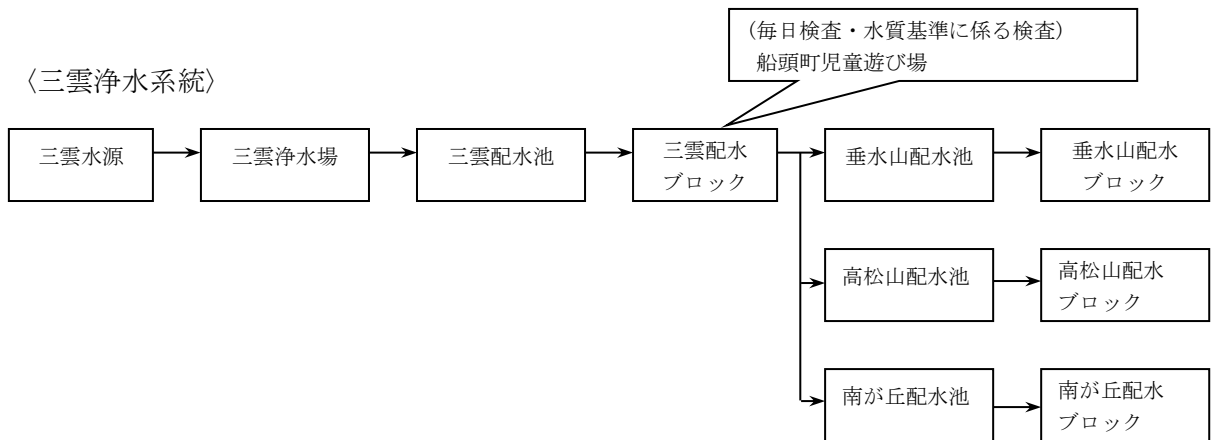 （毎日検査・水質基準に係る検査）
船頭町児童遊び場
〈三雲浄水系統〉
三雲水源
三雲浄水場
三雲配水池
三雲配水
ブロック
垂水山配水池
垂水山配水
ブロック
高松山配水池
高松山配水
ブロック
南が丘配水池
南が丘配水
ブロック